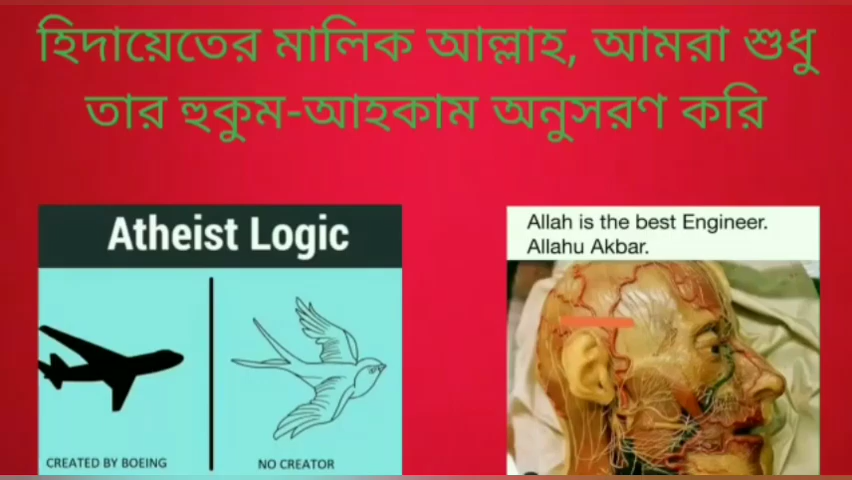 হিদায়েতের মালিক আল্লাহ, আমরা শুধু
তার হুকুম-আহকাম অনুসরণ করি
Atheist Logic
CREATED BY BOEING
NO CREATOR
Allah is the best Engineer.
Allahu Akbar.